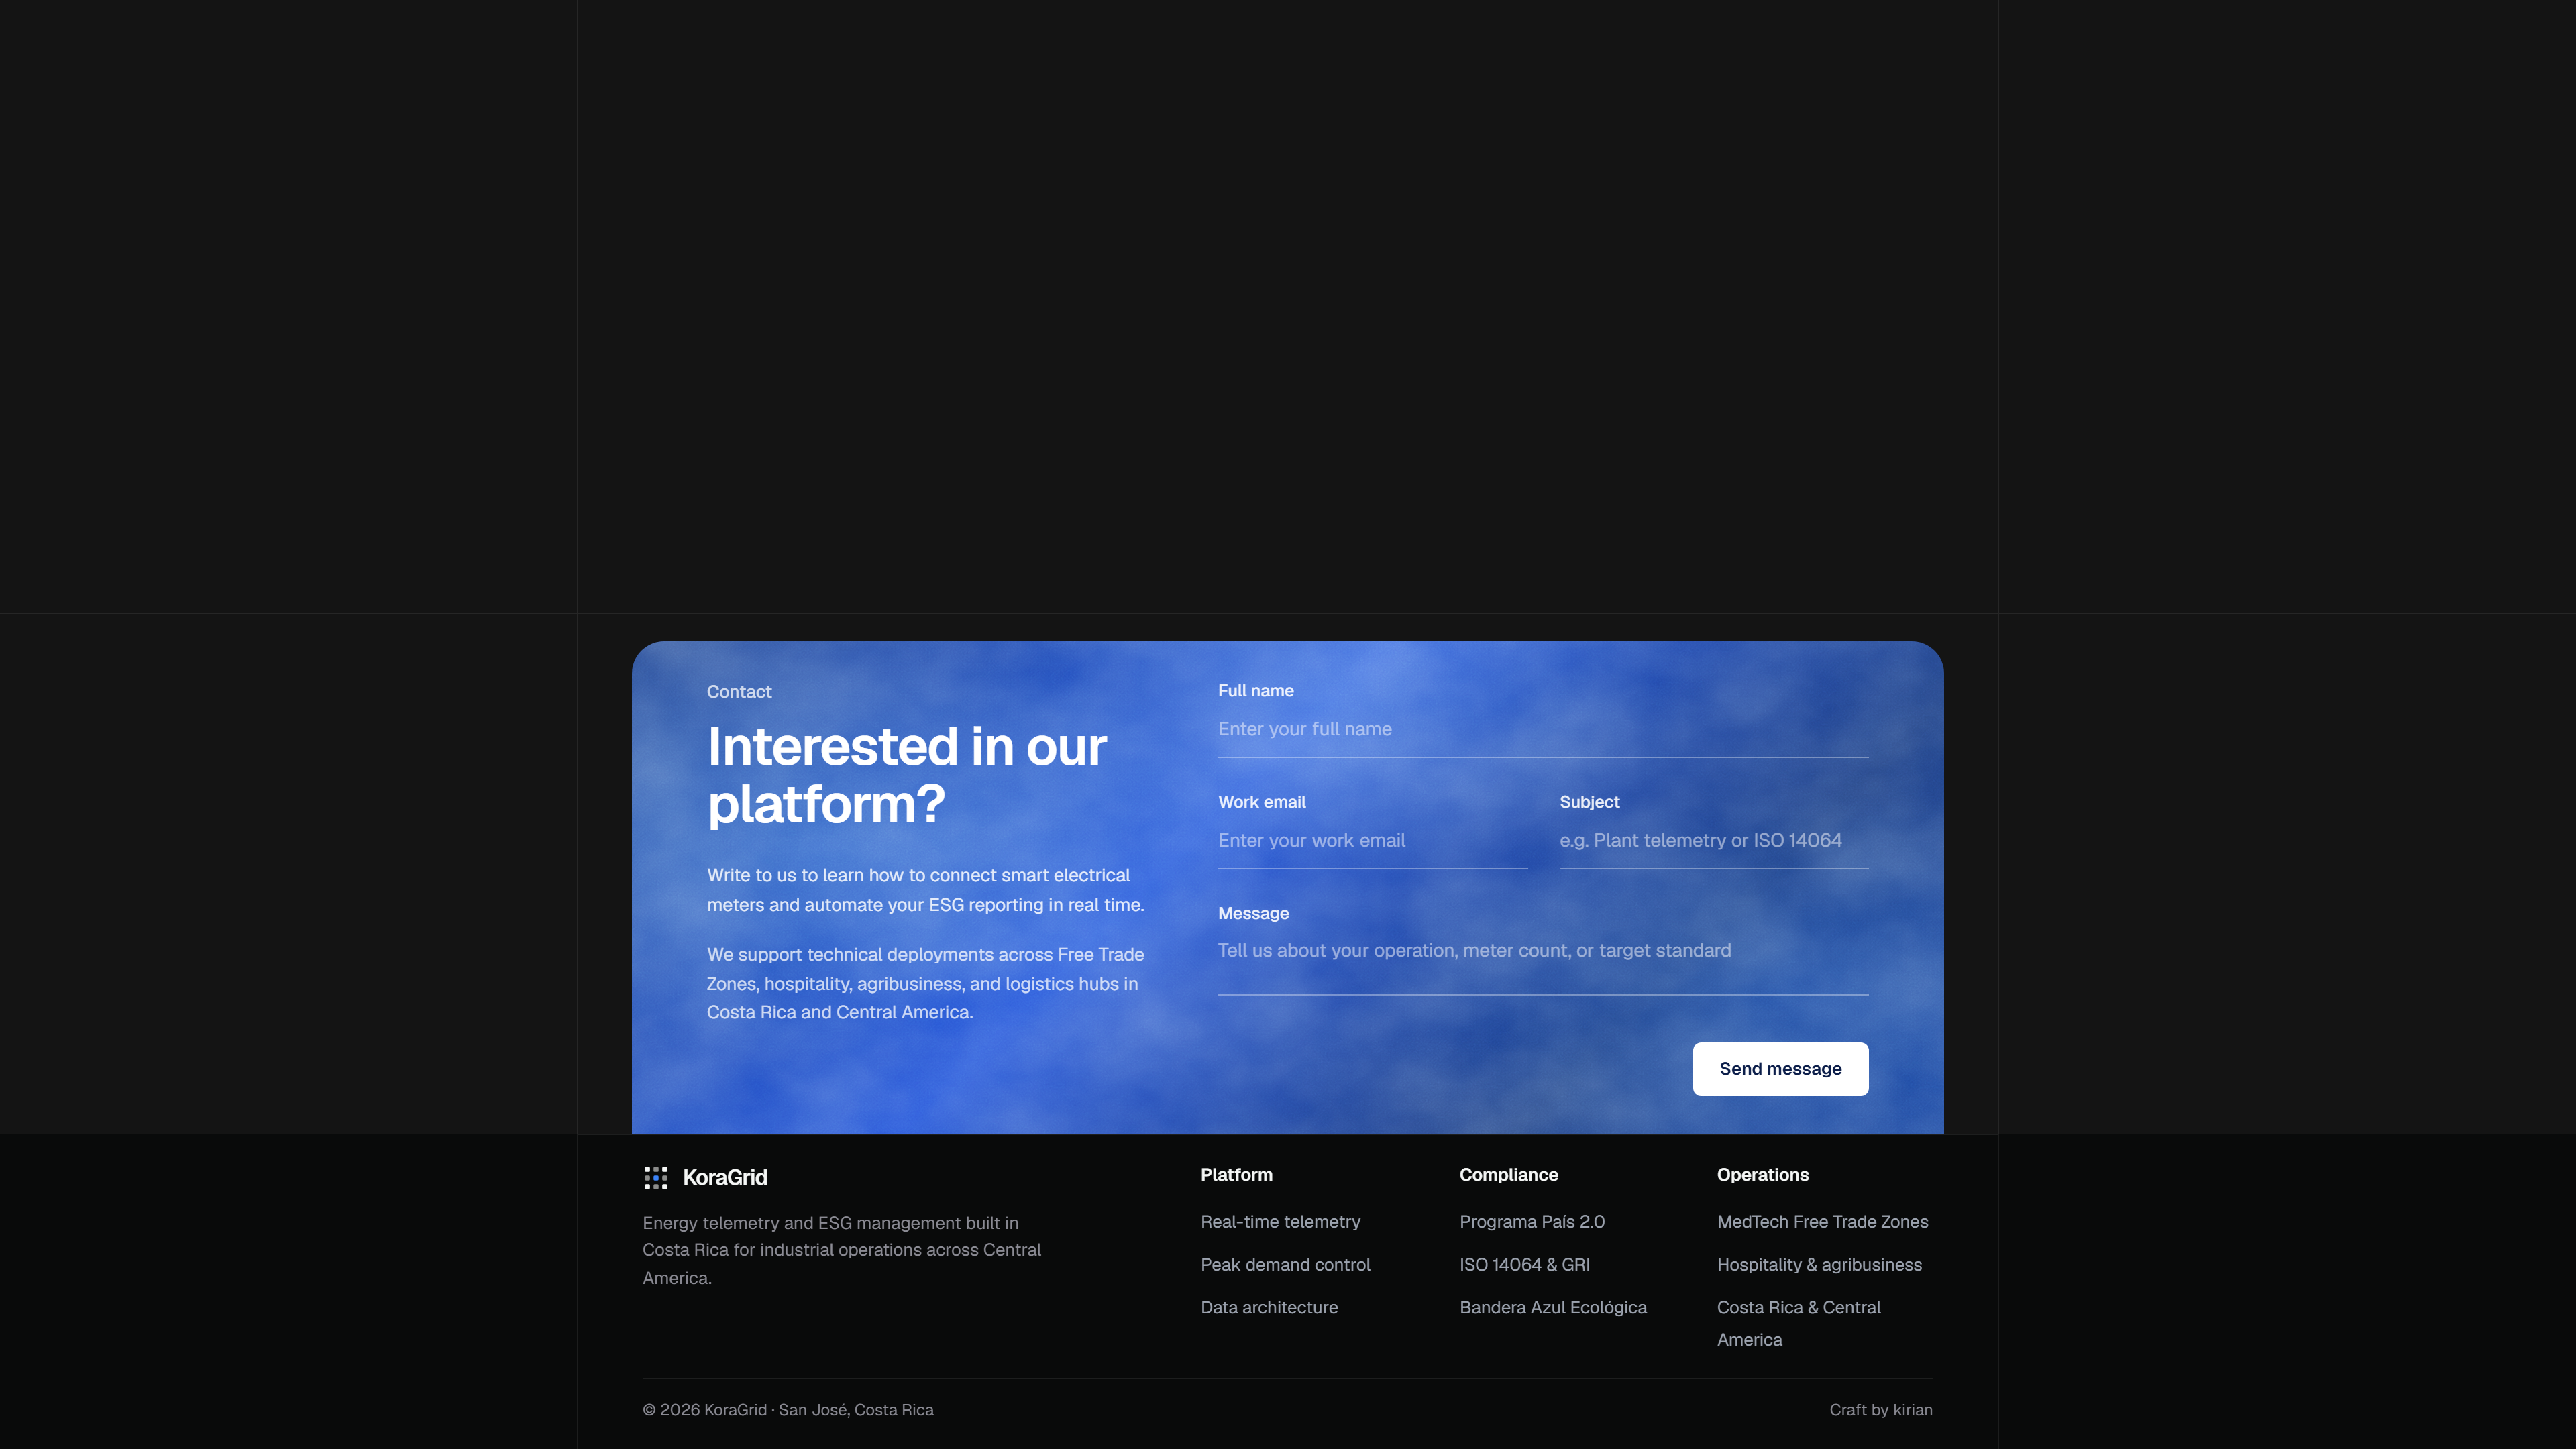 Contact
Interested in our
platform?
Write to us to learn how to connect smart electrical
meters and automate your ESG reporting in real time.
We support technical deployments across Free Trade
Zones, hospitality, agribusiness, and logistics hubs in
Costa Rica and Central America.
Full name
Enter your full name
Work email
Enter your work email
Subject
e.g. Plant telemetry or ISO 14064
Message
Tell us about your operation, meter count, or target standard
Send message
KoraGrid
Energy telemetry and ESG management built in
Costa Rica for industrial operations across Central
America.
Platform
Real-time telemetry
Peak demand control
Data architecture
Compliance
Programa País 2.0
ISO 14064 & GRI
Bandera Azul Ecológica
Operations
MedTech Free Trade Zones
Hospitality & agribusiness
Costa Rica & Central
America
© 2026 KoraGrid · San José, Costa Rica
Craft by kirian